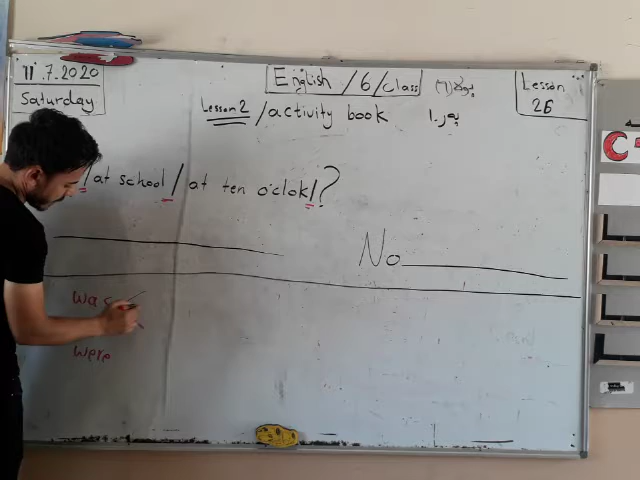 11.7.2020
Saturday
English /6/class
Lesson 26
Lesson 2 /activity book
/at school/ at ten o'clok/?
No
was
were